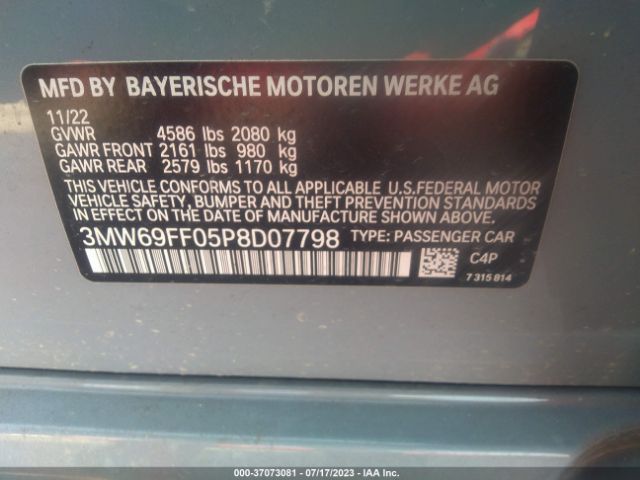 MFD BY BAYERISCHE MOTOREN WERKE AG
11/22
GVWR 4586 lbs 2080 kg
GAWR FRONT 2161 lbs 980 kg
GAWR REAR 2579 lbs 1170 kg
THIS VEHICLE CONFORMS TO ALL APPLICABLE U.S.FEDERAL MOTOR
VEHICLE SAFETY, BUMPER AND THEFT PREVENTION STANDARDS
IN EFFECT ON THE DATE OF MANUFACTURE SHOWN ABOVE.
3MW69FF05P8D07798 TYPE: PASSENGER CAR
C4P
7 315 814
000-37073081 - 07/17/2023 - IAA Inc.